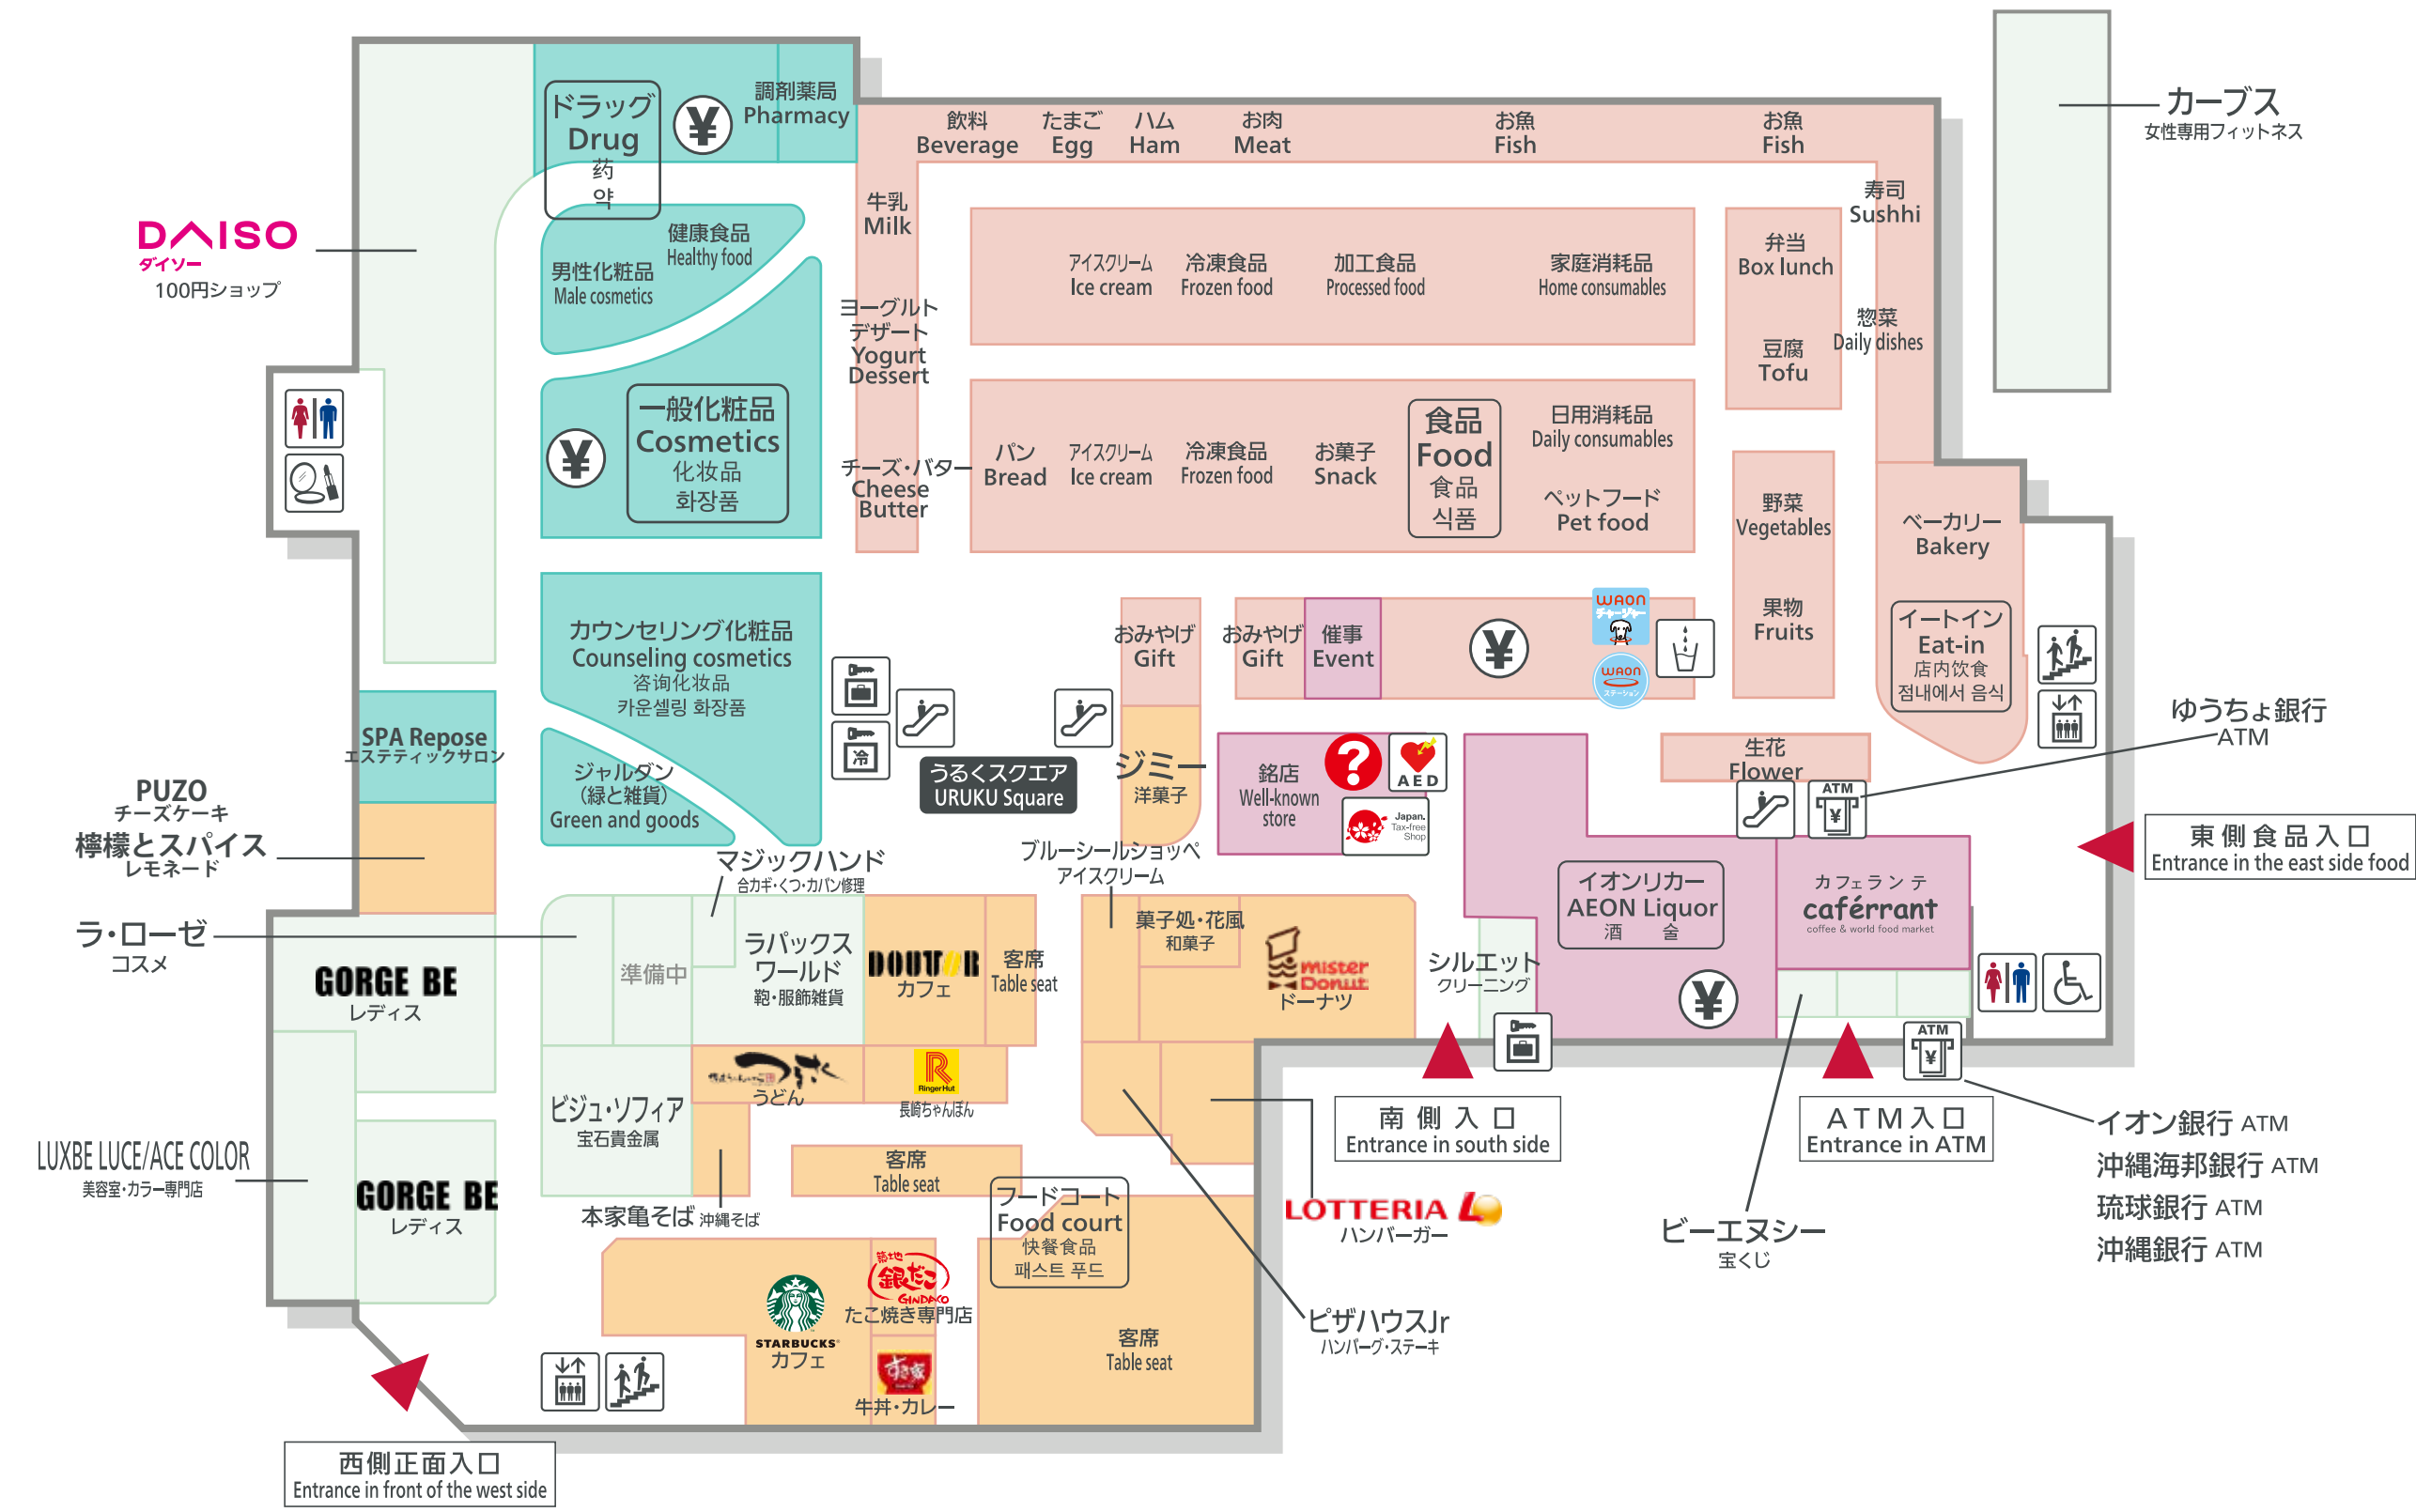 カーブス
女性専用フィットネス
ドラッグ
Drug
药
약
¥
調剤薬局
Pharmacy
飲料
Beverage
たまご
Egg
ハム
Ham
お肉
Meat
お魚
Fish
お魚
Fish
寿司
Sushhi
牛乳
Milk
DAISO
ダイソー
100円ショップ
健康食品
Healthy food
男性化粧品
Male cosmetics
アイスクリーム
Ice cream
冷凍食品
Frozen food
加工食品
Processed food
家庭消耗品
Home consumables
弁当
Box lunch
惣菜
Daily dishes
豆腐
Tofu
ヨーグルト
デザート
Yogurt
Dessert
¥
一般化粧品
Cosmetics
化妆品
화장품
チーズ・バター
Cheese
Butter
パン
Bread
アイスクリーム
Ice cream
冷凍食品
Frozen food
お菓子
Snack
食品
Food
食品
식품
日用消耗品
Daily consumables
ペットフード
Pet food
野菜
Vegetables
果物
Fruits
ベーカリー
Bakery
イートイン
Eat-in
店内饮食
점내에서 음식
カウンセリング化粧品
Counseling cosmetics
咨询化妆品
카운셀링 화장품
おみやげ
Gift
おみやげ
Gift
催事
Event
¥
WAON
チャージャー
WAON
ステーション
冷
うるくスクエア
URUKU Square
ジミー
洋菓子
銘店
Well-known
store
?
AED
Japan.
Tax-free
Shop
生花
Flower
ATM
¥
ゆうちょ銀行
ATM
東側食品入口
Entrance in the east side food
SPA Repose
エステティックサロン
PUZO
チーズケーキ
檸檬とスパイス
レモネード
ジャルダン
（緑と雑貨）
Green and goods
マジックハンド
合カギ・くつ・カバン修理
ブルーシールショッペ
アイスクリーム
ラ・ローゼ
コスメ
GORGE BE
レディス
準備中
ラパックス
ワールド
鞄・服飾雑貨
DOUTOR
カフェ
客席
Table seat
菓子処・花風
和菓子
mister
Donut
ドーナツ
シルエット
クリーニング
イオンリカー
AEON Liquor
酒 술
¥
カフェランテ
caférrant
coffee & world food market
ビジュ・ソフィア
宝石貴金属
うどん
RingerHut
長崎ちゃんぽん
客席
Table seat
本家亀そば 沖縄そば
LUXBE LUCE/ACE COLOR
美容室・カラー専門店
GORGE BE
レディス
フードコート
Food court
快餐食品
패스트 푸드
LOTTERIA
ハンバーガー
南側入口
Entrance in south side
ATM入口
Entrance in ATM
ATM
¥
イオン銀行 ATM
沖縄海邦銀行 ATM
琉球銀行 ATM
沖縄銀行 ATM
ビーエヌシー
宝くじ
ピザハウスJr
ハンバーグ・ステーキ
STARBUCKS
カフェ
築地
銀だこ
GINDACO
たこ焼き専門店
すき家
牛丼・カレー
客席
Table seat
西側正面入口
Entrance in front of the west side